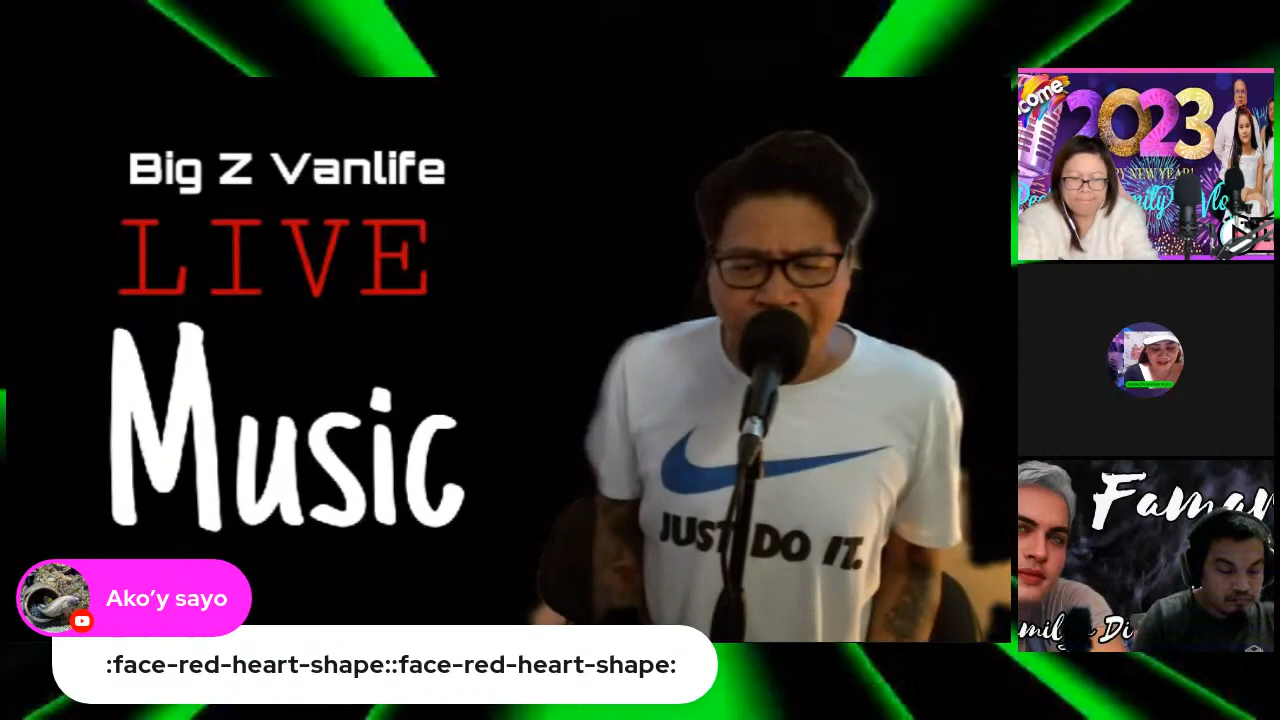 Big Z Vanlife
LIVE
Music
JUST DO IT.
2023
Ako'y sayo
:face-red-heart-shape::face-red-heart-shape: